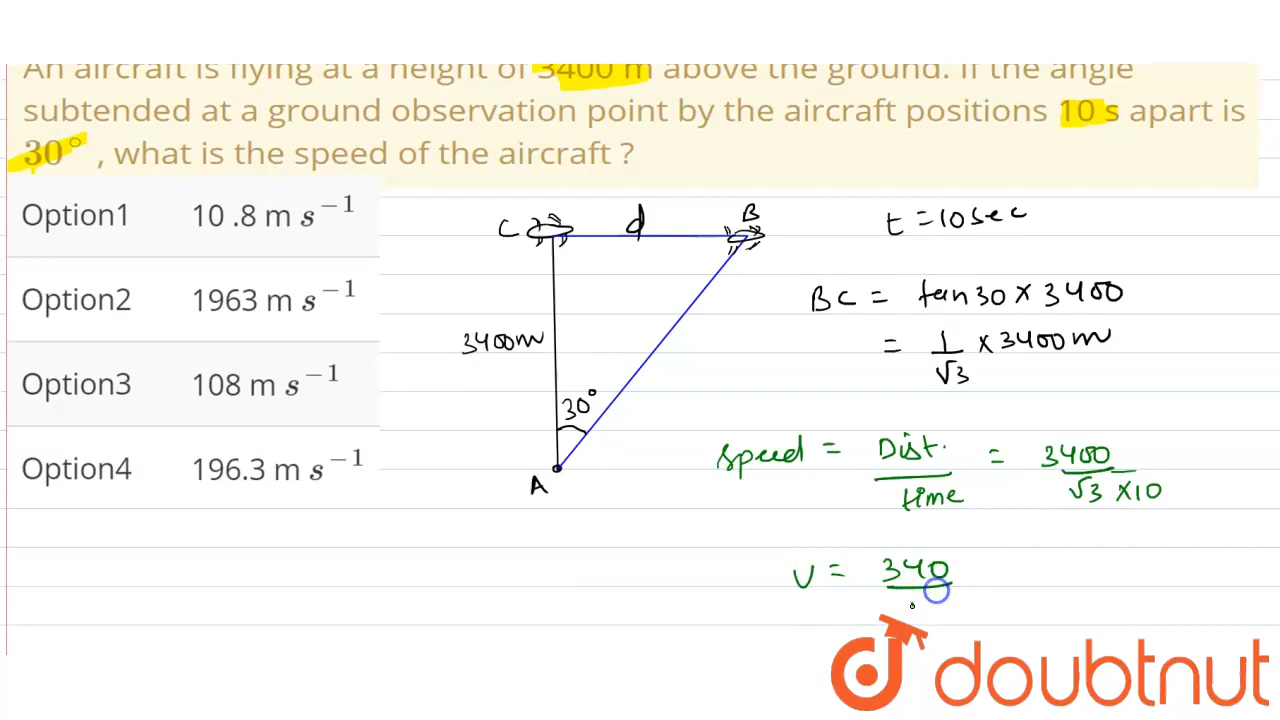 An aircraft is flying at a height of 3400 m above the ground. If the angle
subtended at a ground observation point by the aircraft positions 10 s apart is
30° , what is the speed of the aircraft ?
Option1 10 .8 m s⁻¹
Option2 1963 m s⁻¹
Option3 108 m s⁻¹
Option4 196.3 m s⁻¹
C d B
3400m
30°
A
t = 10sec
BC = tan30 × 3400
= 1/√3 × 3400m
Speed = Dist./time = 3400/√3 × 10
v = 340
doubtnut